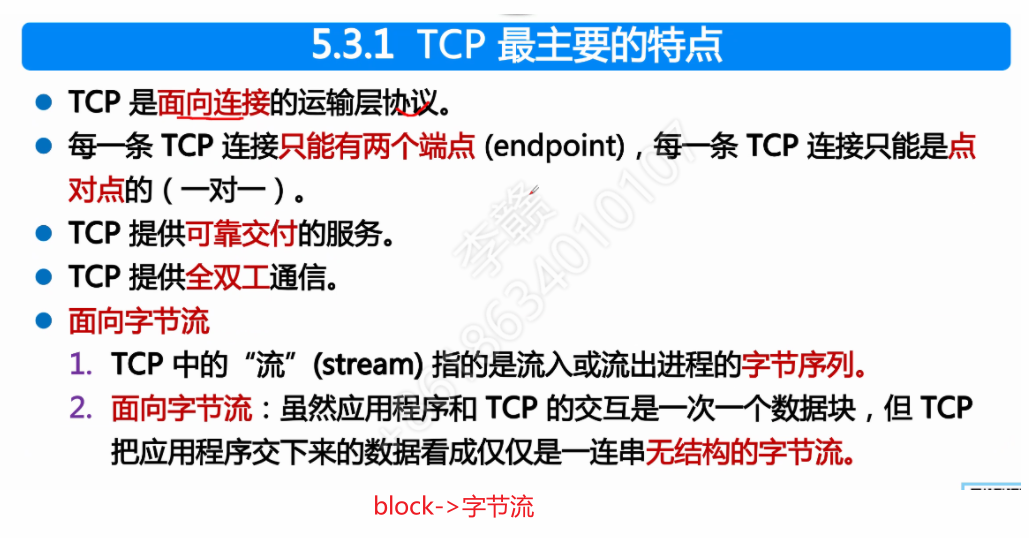 5.3.1 TCP 最主要的特点
● TCP 是面向连接的运输层协议。
● 每一条 TCP 连接只能有两个端点 (endpoint)，每一条 TCP 连接只能是点
对点的（一对一）。
● TCP 提供可靠交付的服务。
● TCP 提供全双工通信。
● 面向字节流
1. TCP 中的“流”(stream) 指的是流入或流出进程的字节序列。
2. 面向字节流：虽然应用程序和 TCP 的交互是一次一个数据块，但 TCP
把应用程序交下来的数据看成仅仅是一连串无结构的字节流。
block->字节流
李赣
+8618634010107